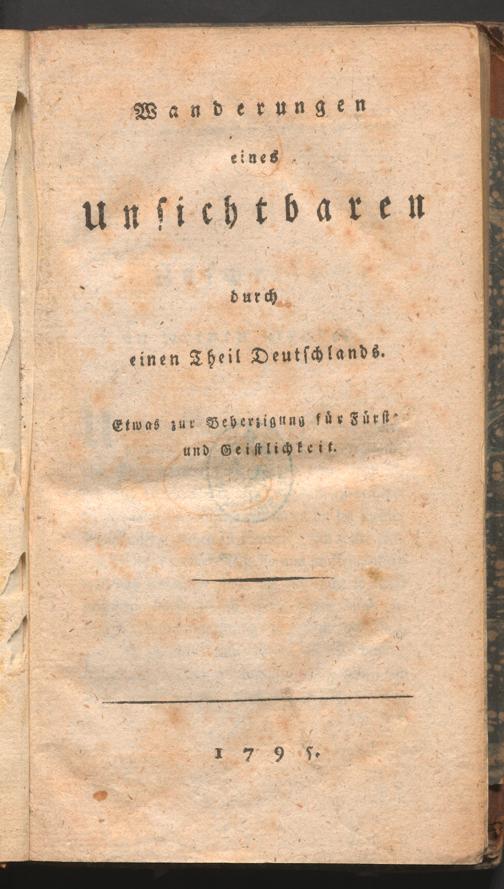 Wanderungen
eines
Unsichtbaren
durch
einen Theil Deutschlands.
Etwas zur Beherzigung für Fürst-
und Geistlichkeit.
1795.